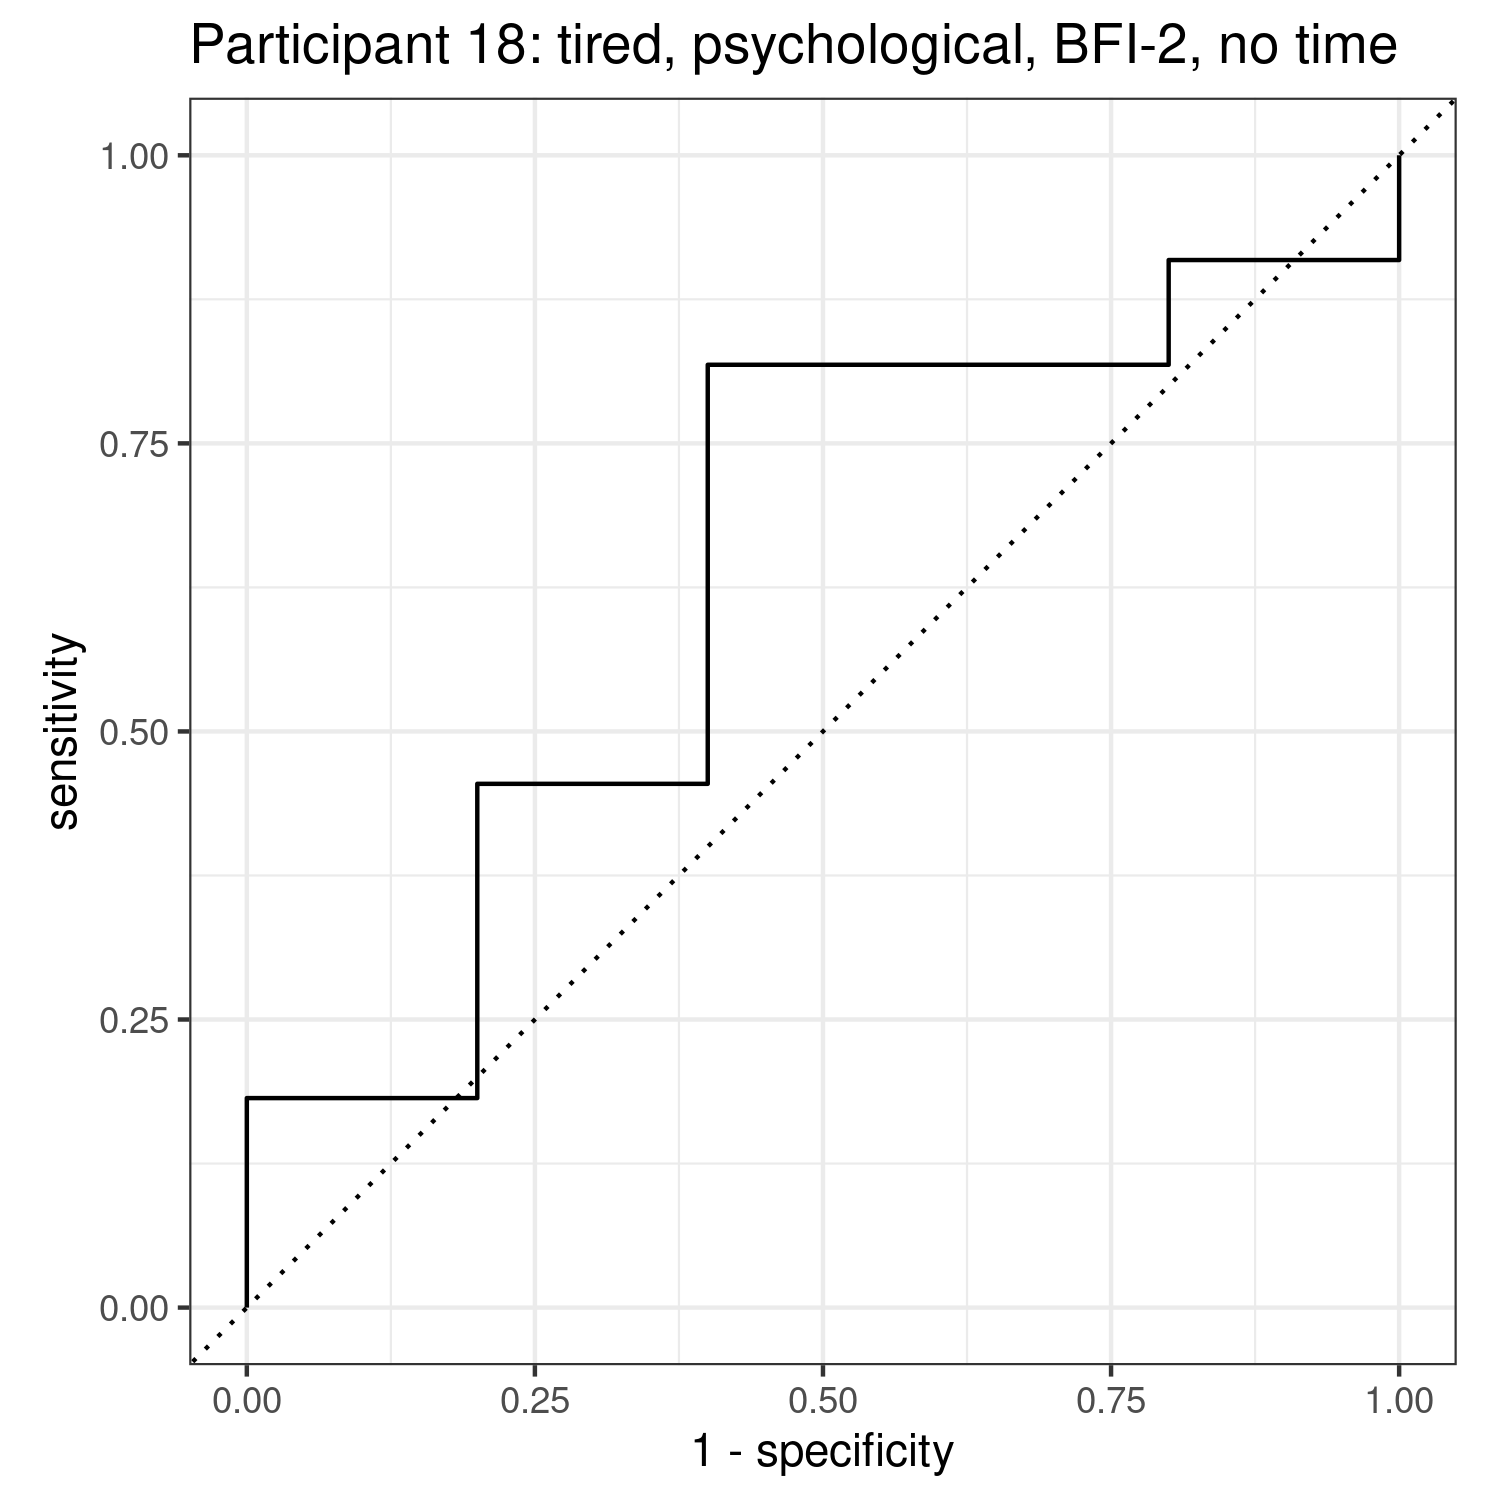 Participant 18: tired, psychological, BFI-2, no time
1.00
0.75
0.50
0.25
0.00
sensitivity
0.00 0.25 0.50 0.75 1.00
1 - specificity